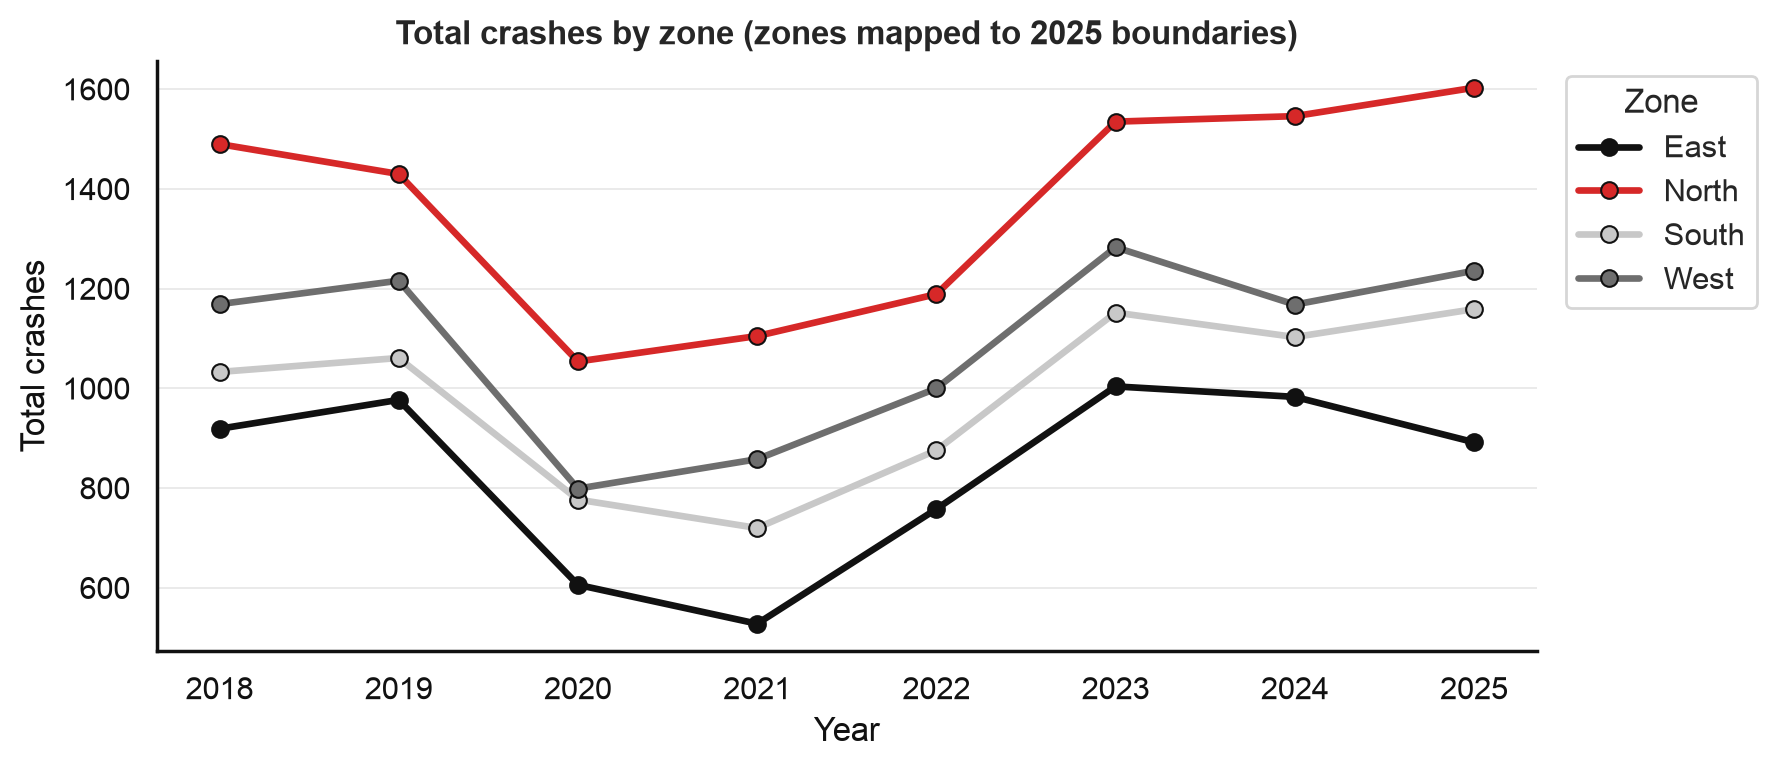 Total crashes by zone (zones mapped to 2025 boundaries)
Total crashes
1600
1400
1200
1000
800
600
2018 2019 2020 2021 2022 2023 2024 2025
Year
Zone
East
North
South
West